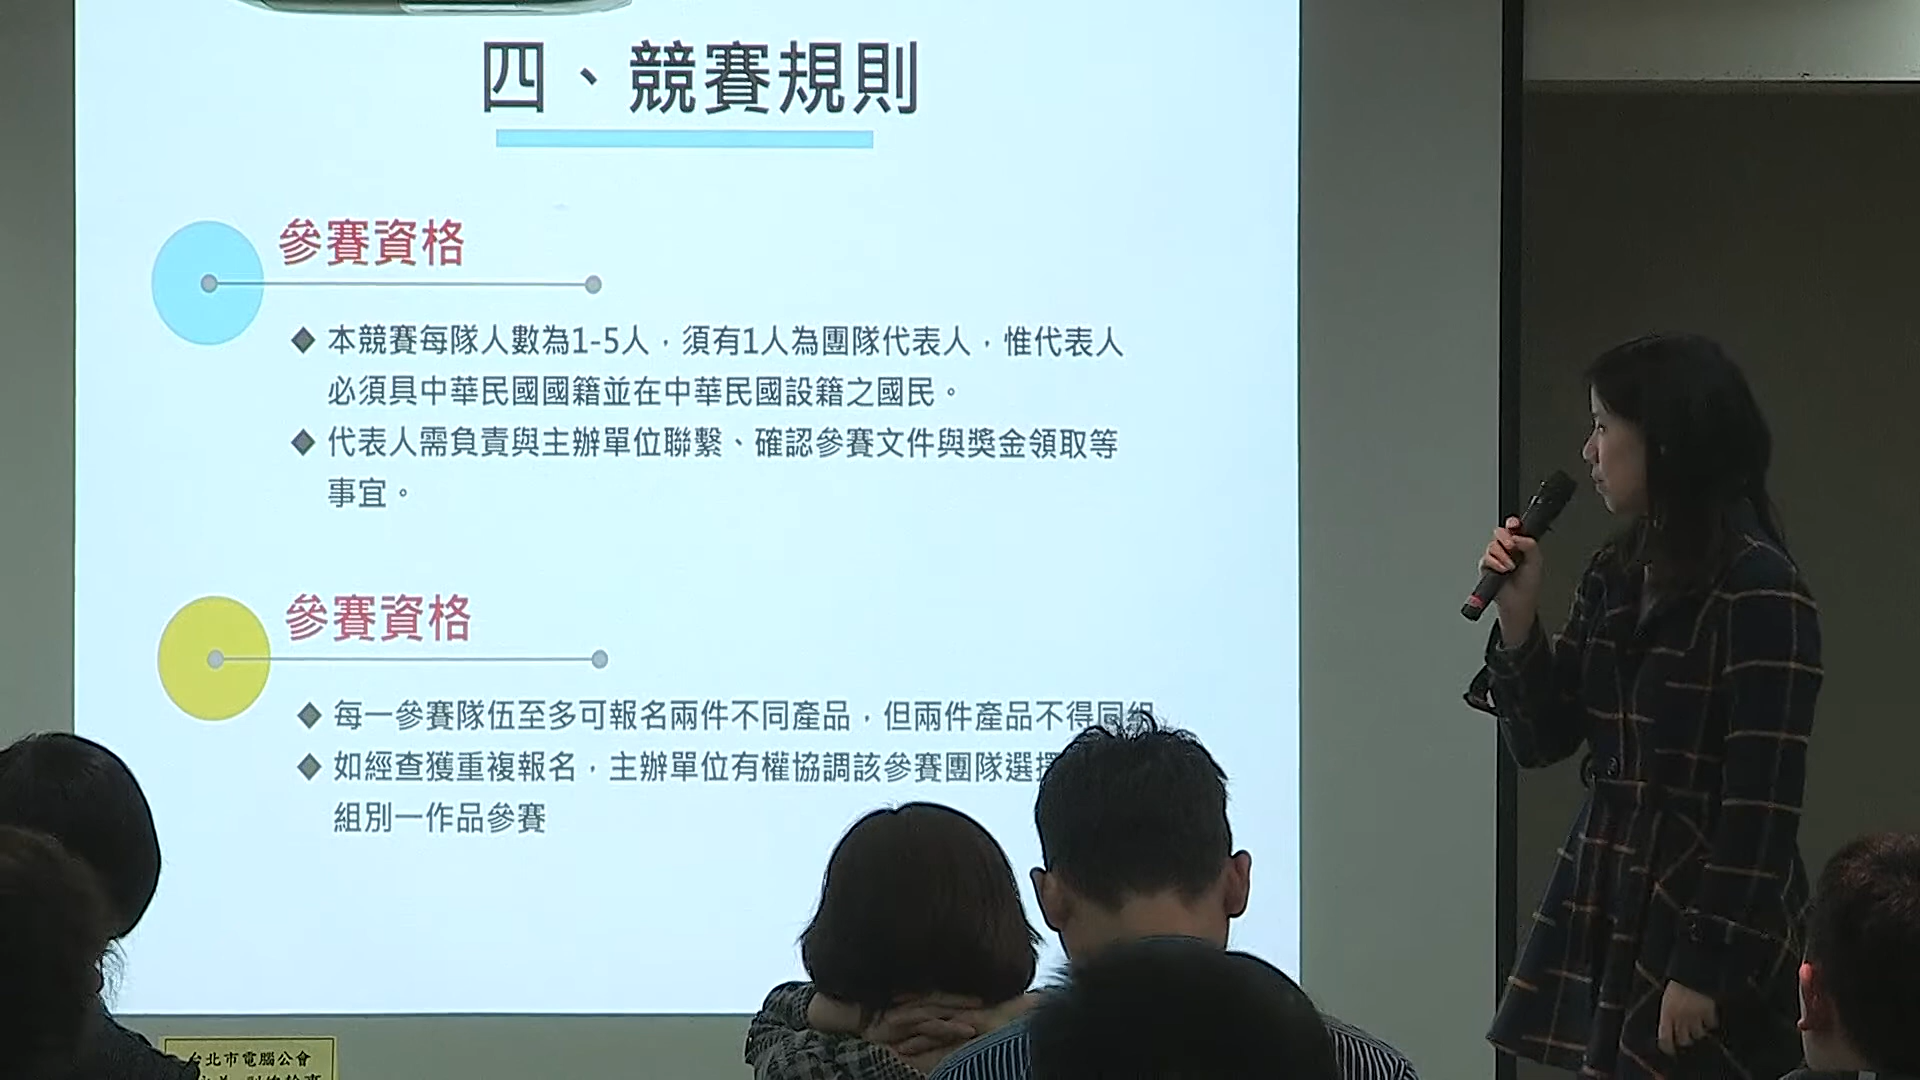 四、競賽規則
參賽資格
◆ 本競賽每隊人數為1-5人，須有1人為團隊代表人，惟代表人
必須具中華民國國籍並在中華民國設籍之國民。
◆ 代表人需負責與主辦單位聯繫、確認參賽文件與獎金領取等
事宜。
參賽資格
◆ 每一參賽隊伍至多可報名兩件不同產品，但兩件產品不得同組
◆ 如經查獲重複報名，主辦單位有權協調該參賽團隊選擇
組別一作品參賽
台北市電腦公會